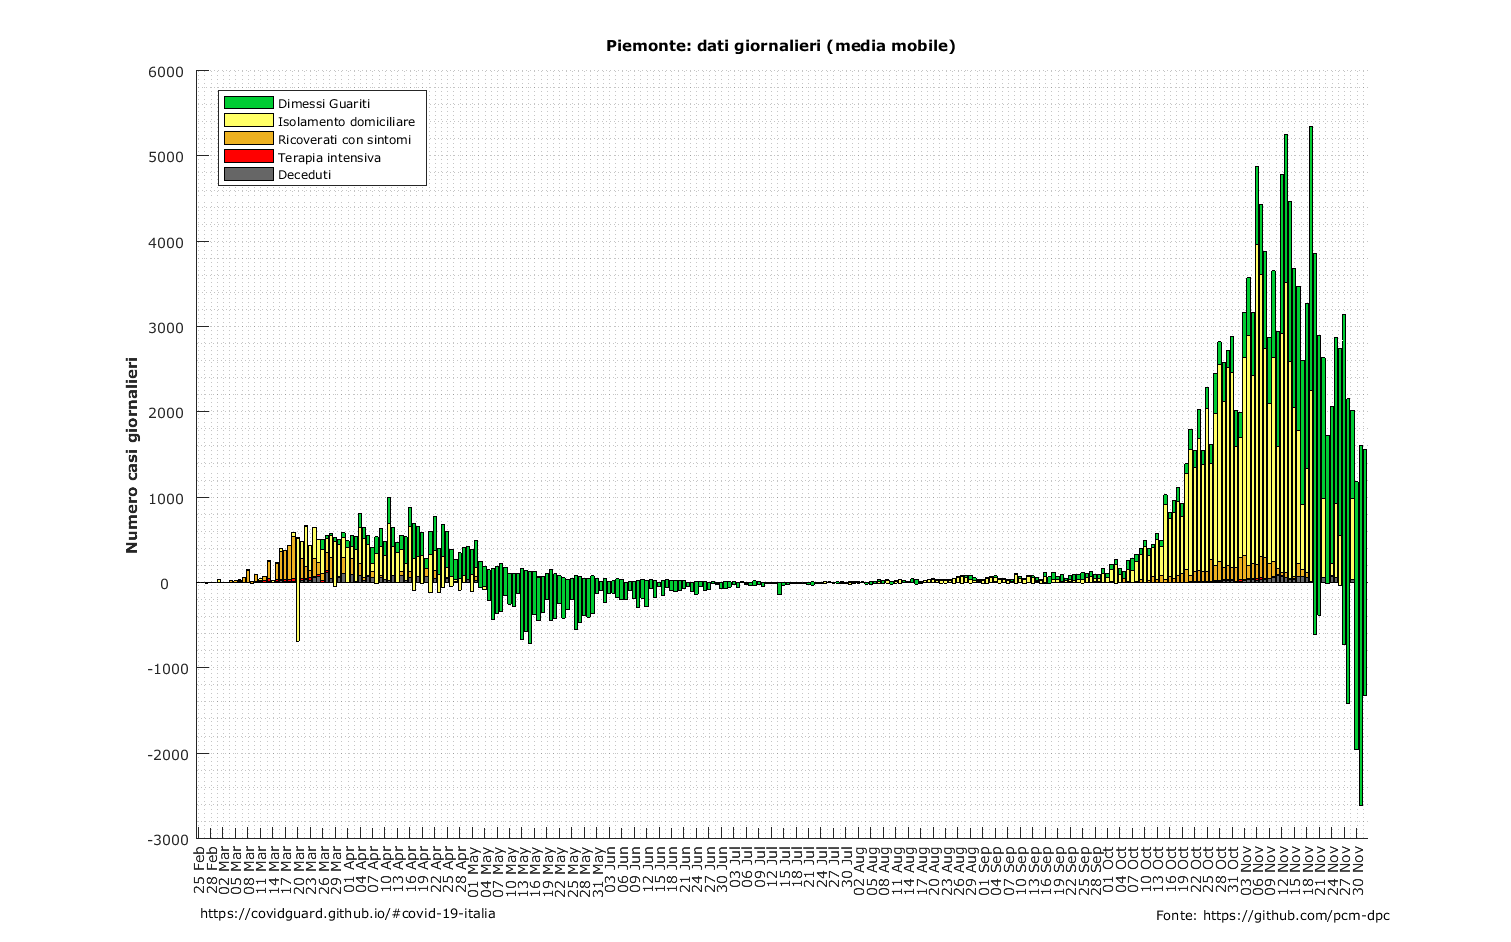 Piemonte: dati giornalieri (media mobile)
6000
5000
4000
3000
2000
1000
0
-1000
-2000
-3000
Numero casi giornalieri
Dimessi Guariti
Isolamento domiciliare
Ricoverati con sintomi
Terapia intensiva
Deceduti
25 Feb
28 Feb
02 Mar
05 Mar
08 Mar
11 Mar
14 Mar
17 Mar
20 Mar
23 Mar
26 Mar
29 Mar
01 Apr
04 Apr
07 Apr
10 Apr
13 Apr
16 Apr
19 Apr
22 Apr
25 Apr
28 Apr
01 May
04 May
07 May
10 May
13 May
16 May
19 May
22 May
25 May
28 May
31 May
03 Jun
06 Jun
09 Jun
12 Jun
15 Jun
18 Jun
21 Jun
24 Jun
27 Jun
30 Jun
03 Jul
06 Jul
09 Jul
12 Jul
15 Jul
18 Jul
21 Jul
24 Jul
27 Jul
30 Jul
02 Aug
05 Aug
08 Aug
11 Aug
14 Aug
17 Aug
20 Aug
23 Aug
26 Aug
29 Aug
01 Sep
04 Sep
07 Sep
10 Sep
13 Sep
16 Sep
19 Sep
22 Sep
25 Sep
28 Sep
01 Oct
04 Oct
07 Oct
10 Oct
13 Oct
16 Oct
19 Oct
22 Oct
25 Oct
28 Oct
31 Oct
03 Nov
06 Nov
09 Nov
12 Nov
15 Nov
18 Nov
21 Nov
24 Nov
27 Nov
30 Nov
https://covidguard.github.io/#covid-19-italia
Fonte: https://github.com/pcm-dpc